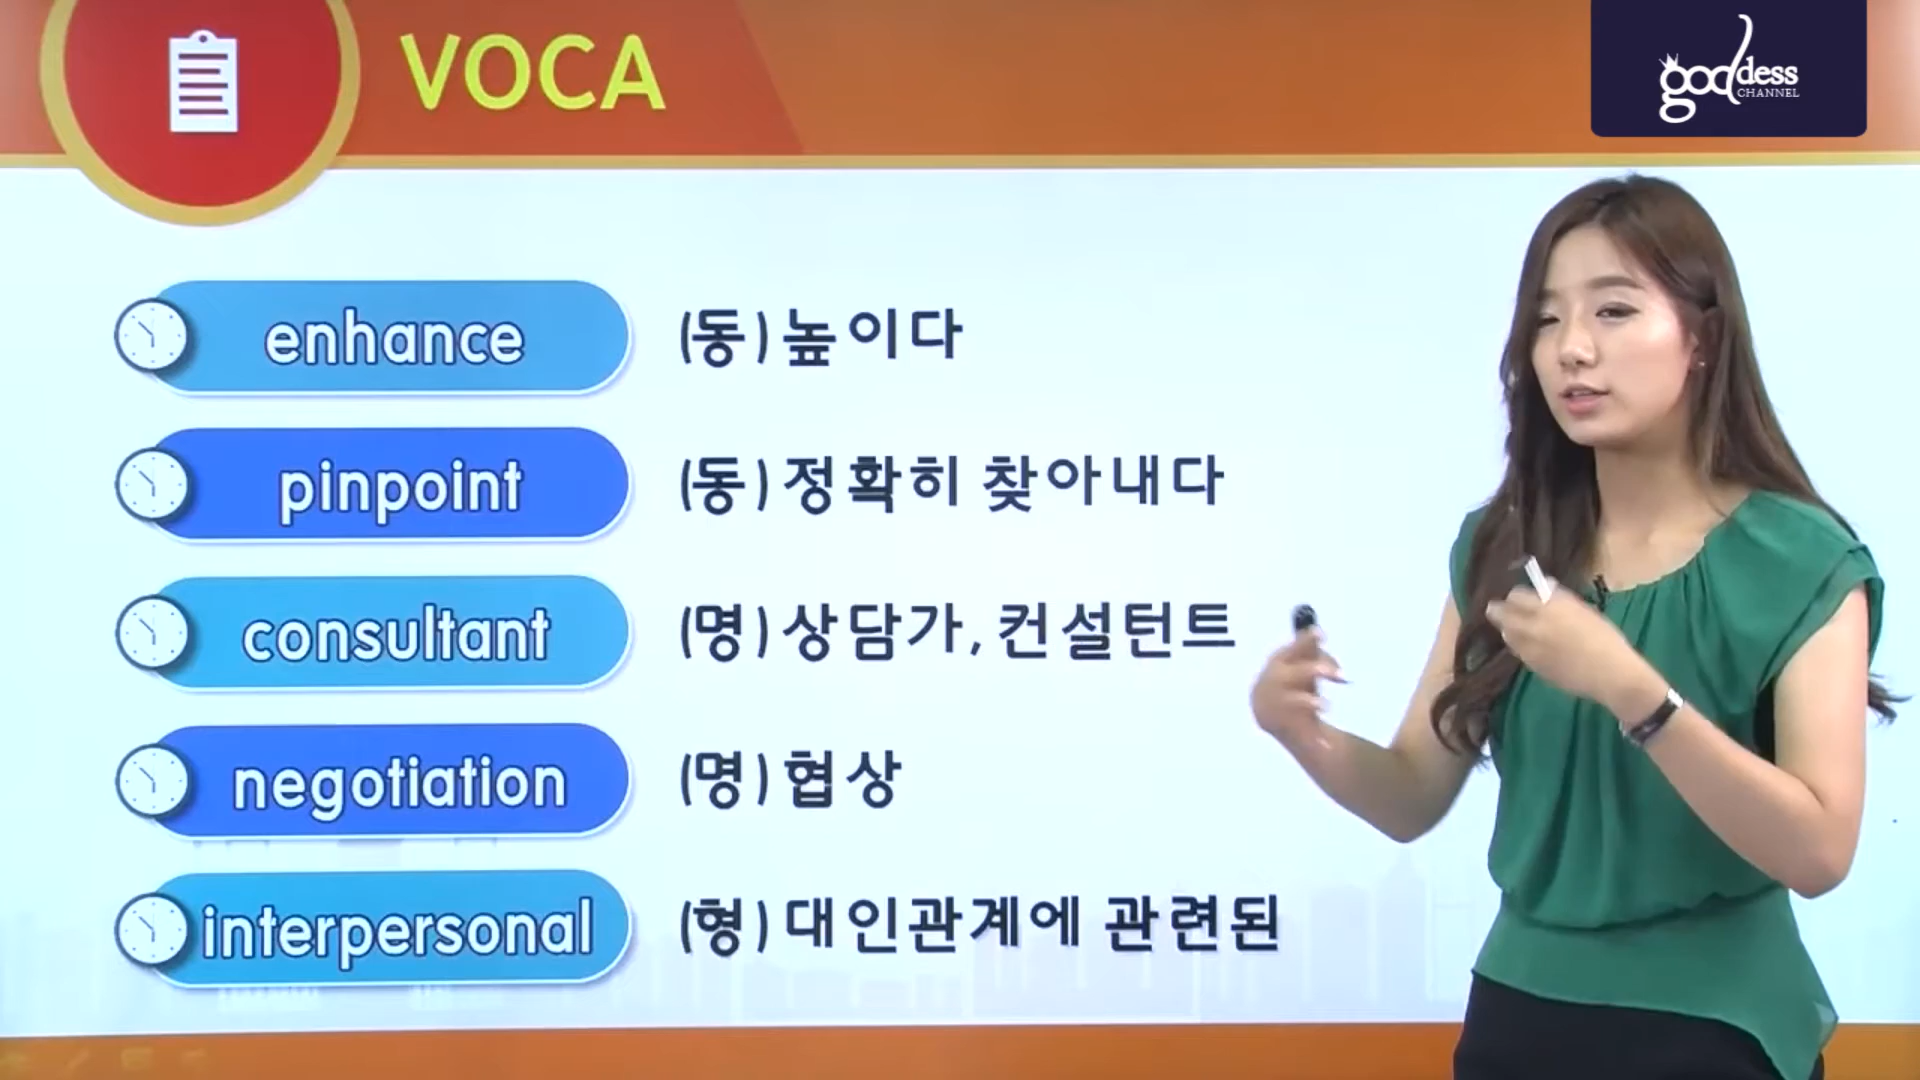 VOCA
goddess
CHANNEL
enhance (동) 높이다
pinpoint (동) 정확히 찾아내다
consultant (명) 상담가, 컨설턴트
negotiation (명) 협상
interpersonal (형) 대인관계에 관련된